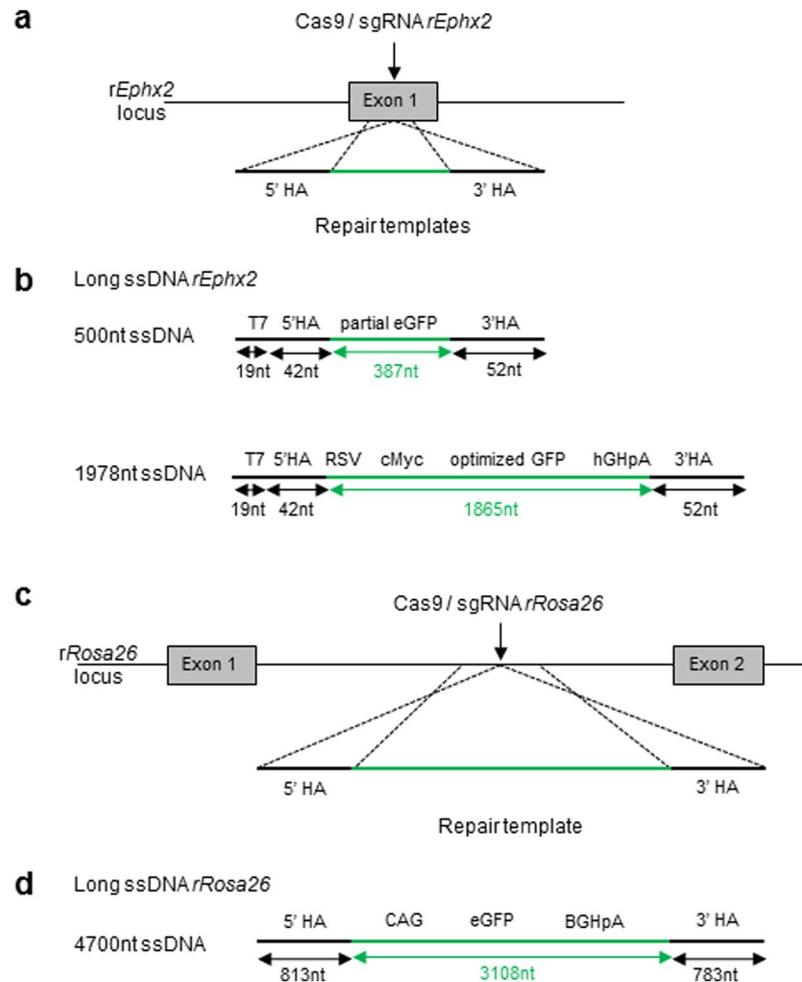 a
Cas9 / sgRNA rEphx2
rEphx2
locus
Exon 1
5' HA
3' HA
Repair templates
b
Long ssDNA rEphx2
500nt ssDNA
T7 5'HA partial eGFP 3'HA
19nt 42nt 387nt 52nt
1978nt ssDNA
T7 5'HA RSV cMyc optimized GFP hGHpA 3'HA
19nt 42nt 1865nt 52nt
c
Cas9 / sgRNA rRosa26
rRosa26
locus
Exon 1
Exon 2
5' HA
3' HA
Repair template
d
Long ssDNA rRosa26
4700nt ssDNA
5' HA CAG eGFP BGHpA 3' HA
813nt 3108nt 783nt